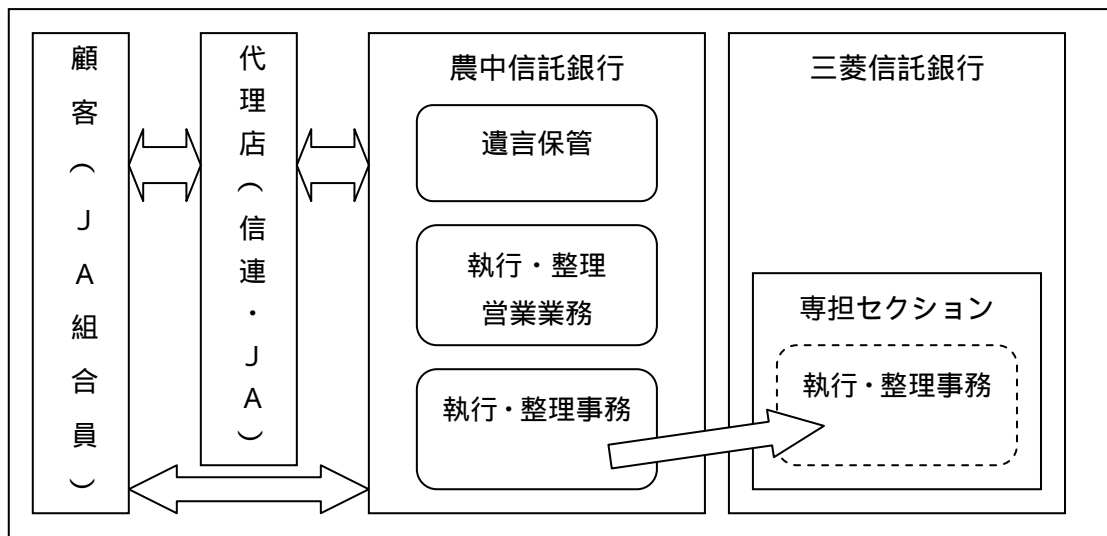 顧客（JA組合員）
代理店（信連・JA）
農中信託銀行
遺言保管
執行・整理
営業業務
執行・整理事務
三菱信託銀行
専担セクション
執行・整理事務